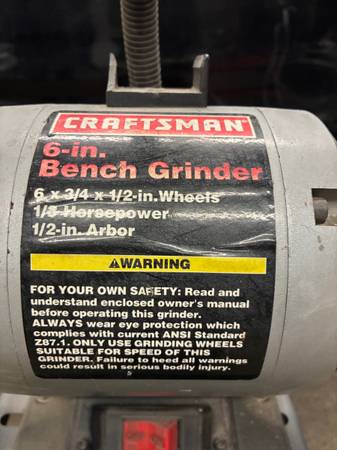 CRAFTSMAN
6-in.
Bench Grinder
6 x 3/4 x 1/2-in. Wheels
1/5 Horsepower
1/2-in. Arbor
⚠WARNING
FOR YOUR OWN SAFETY: Read and
understand enclosed owner's manual
before operating this grinder.
ALWAYS wear eye protection which
complies with current ANSI Standard
Z87.1. ONLY USE GRINDING WHEELS
SUITABLE FOR SPEED OF THIS
GRINDER. Failure to heed all warnings
could result in serious bodily injury.